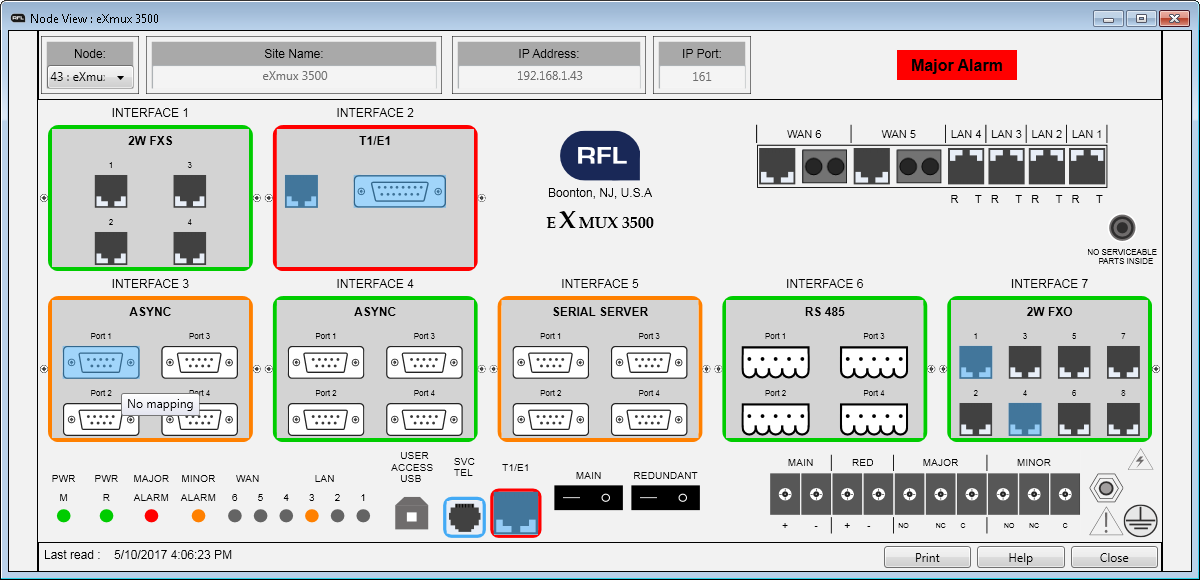 RFL Node View : eXmux 3500
Node: Site Name: IP Address: IP Port:
43 : eXmu: eXmux 3500 192.168.1.43 161
Major Alarm
INTERFACE 1 INTERFACE 2
2W FXS T1/E1
1 3
2 4
RFL
Boonton, NJ, U.S.A
eXmux 3500
WAN 6 WAN 5 LAN 4 LAN 3 LAN 2 LAN 1
R T R T R T R T
NO SERVICEABLE
PARTS INSIDE
INTERFACE 3 INTERFACE 4 INTERFACE 5 INTERFACE 6 INTERFACE 7
ASYNC ASYNC SERIAL SERVER RS 485 2W FXO
Port 1 Port 3 Port 1 Port 3 Port 1 Port 3 Port 1 Port 3 1 3 5 7
Port 2 Port 4 Port 2 Port 4 Port 2 Port 4 Port 2 Port 4 2 4 6 8
No mapping
PWR PWR MAJOR MINOR WAN LAN
M R ALARM ALARM 6 5 4 3 2 1
USER
ACCESS
USB
SVC
TEL
T1/E1
MAIN REDUNDANT
MAIN RED MAJOR MINOR
+ - + - NO NC C NO NC C
Last read : 5/10/2017 4:06:23 PM
Print Help Close